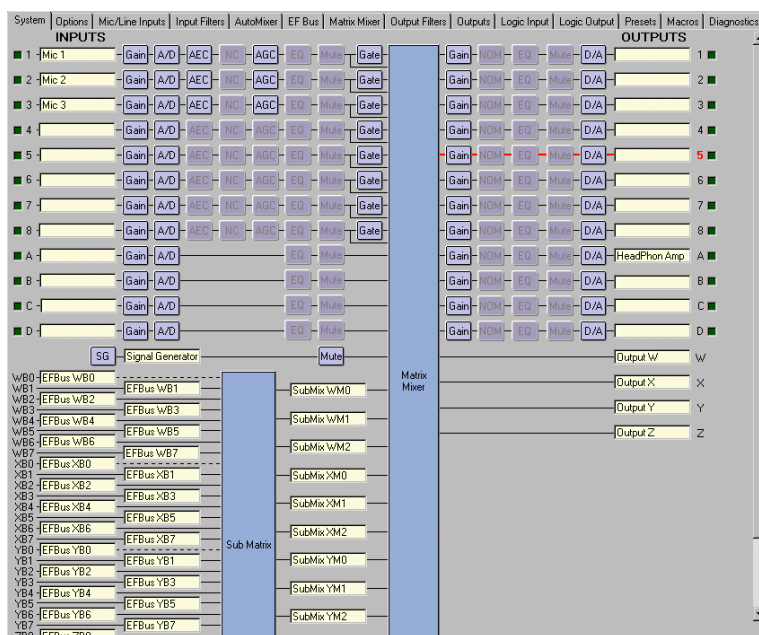 System Options Mic/Line Inputs Input Filters AutoMixer EF Bus Matrix Mixer Output Filters Outputs Logic Input Logic Output Presets Macros Diagnostics
INPUTS OUTPUTS
1 Mic 1 Gain A/D AEC NC AGC EQ Mute Gate Gain NOM EQ Mute D/A 1
2 Mic 2 Gain A/D AEC NC AGC EQ Mute Gate Gain NOM EQ Mute D/A 2
3 Mic 3 Gain A/D AEC NC AGC EQ Mute Gate Gain NOM EQ Mute D/A 3
4 Gain A/D AEC NC AGC EQ Mute Gate Gain NOM EQ Mute D/A 4
5 Gain A/D AEC NC AGC EQ Mute Gate Gain NOM EQ Mute D/A 5
6 Gain A/D AEC NC AGC EQ Mute Gate Gain NOM EQ Mute D/A 6
7 Gain A/D AEC NC AGC EQ Mute Gate Gain NOM EQ Mute D/A 7
8 Gain A/D AEC NC AGC EQ Mute Gate Gain NOM EQ Mute D/A 8
A Gain A/D EQ Mute Gain NOM EQ Mute D/A HeadPhon Amp A
B Gain A/D EQ Mute Gain NOM EQ Mute D/A B
C Gain A/D EQ Mute Gain NOM EQ Mute D/A C
D Gain A/D EQ Mute Gain NOM EQ Mute D/A D
SG Signal Generator Mute Output W W
Matrix
Mixer
Output X X
Output Y Y
Output Z Z
WB0 EFBus WB0
WB1 EFBus WB1
SubMix WM0
WB2 EFBus WB2
WB3 EFBus WB3
WB4 EFBus WB4
SubMix WM1
WB5 EFBus WB5
WB6 EFBus WB6
SubMix WM2
WB7 EFBus WB7
XB0 EFBus XB0
XB1 EFBus XB1
SubMix XM0
XB2 EFBus XB2
XB3 EFBus XB3
SubMix XM1
XB4 EFBus XB4
XB5 EFBus XB5
XB6 EFBus XB6
SubMix XM2
XB7 EFBus XB7
Sub Matrix
YB0 EFBus YB0
YB1 EFBus YB1
SubMix YM0
YB2 EFBus YB2
YB3 EFBus YB3
SubMix YM1
YB4 EFBus YB4
YB5 EFBus YB5
YB6 EFBus YB6
SubMix YM2
YB7 EFBus YB7